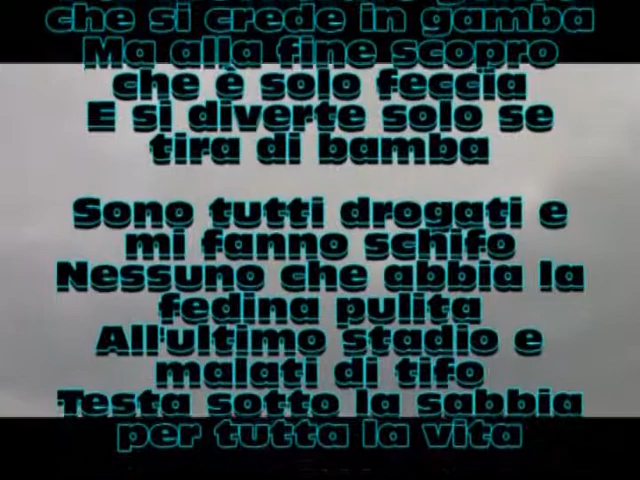 che si crede in gamba
Ma alla fine scopro
che è solo feccia
E si diverte solo se
tira di bamba
Sono tutti drogati e
mi fanno schifo
Nessuno che abbia la
fedina pulita
All'ultimo stadio e
malati di tifo
Testa sotto la sabbia
per tutta la vita